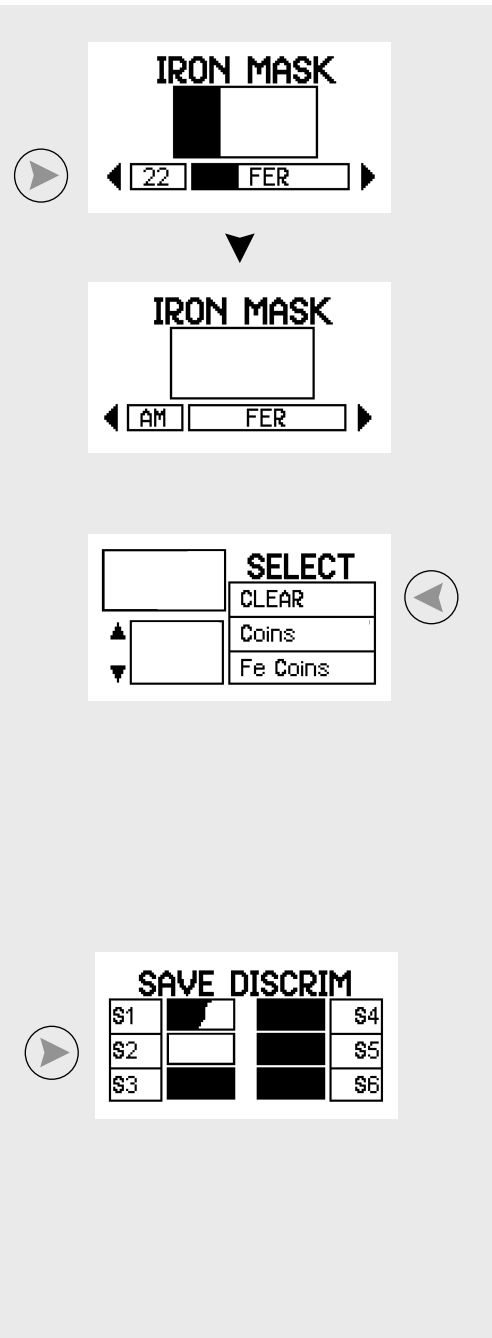 IRON MASK
22 FER
IRON MASK
AM FER
SELECT
CLEAR
Coins
Fe Coins
SAVE DISCRIM
S1 S4
S2 S5
S3 S6